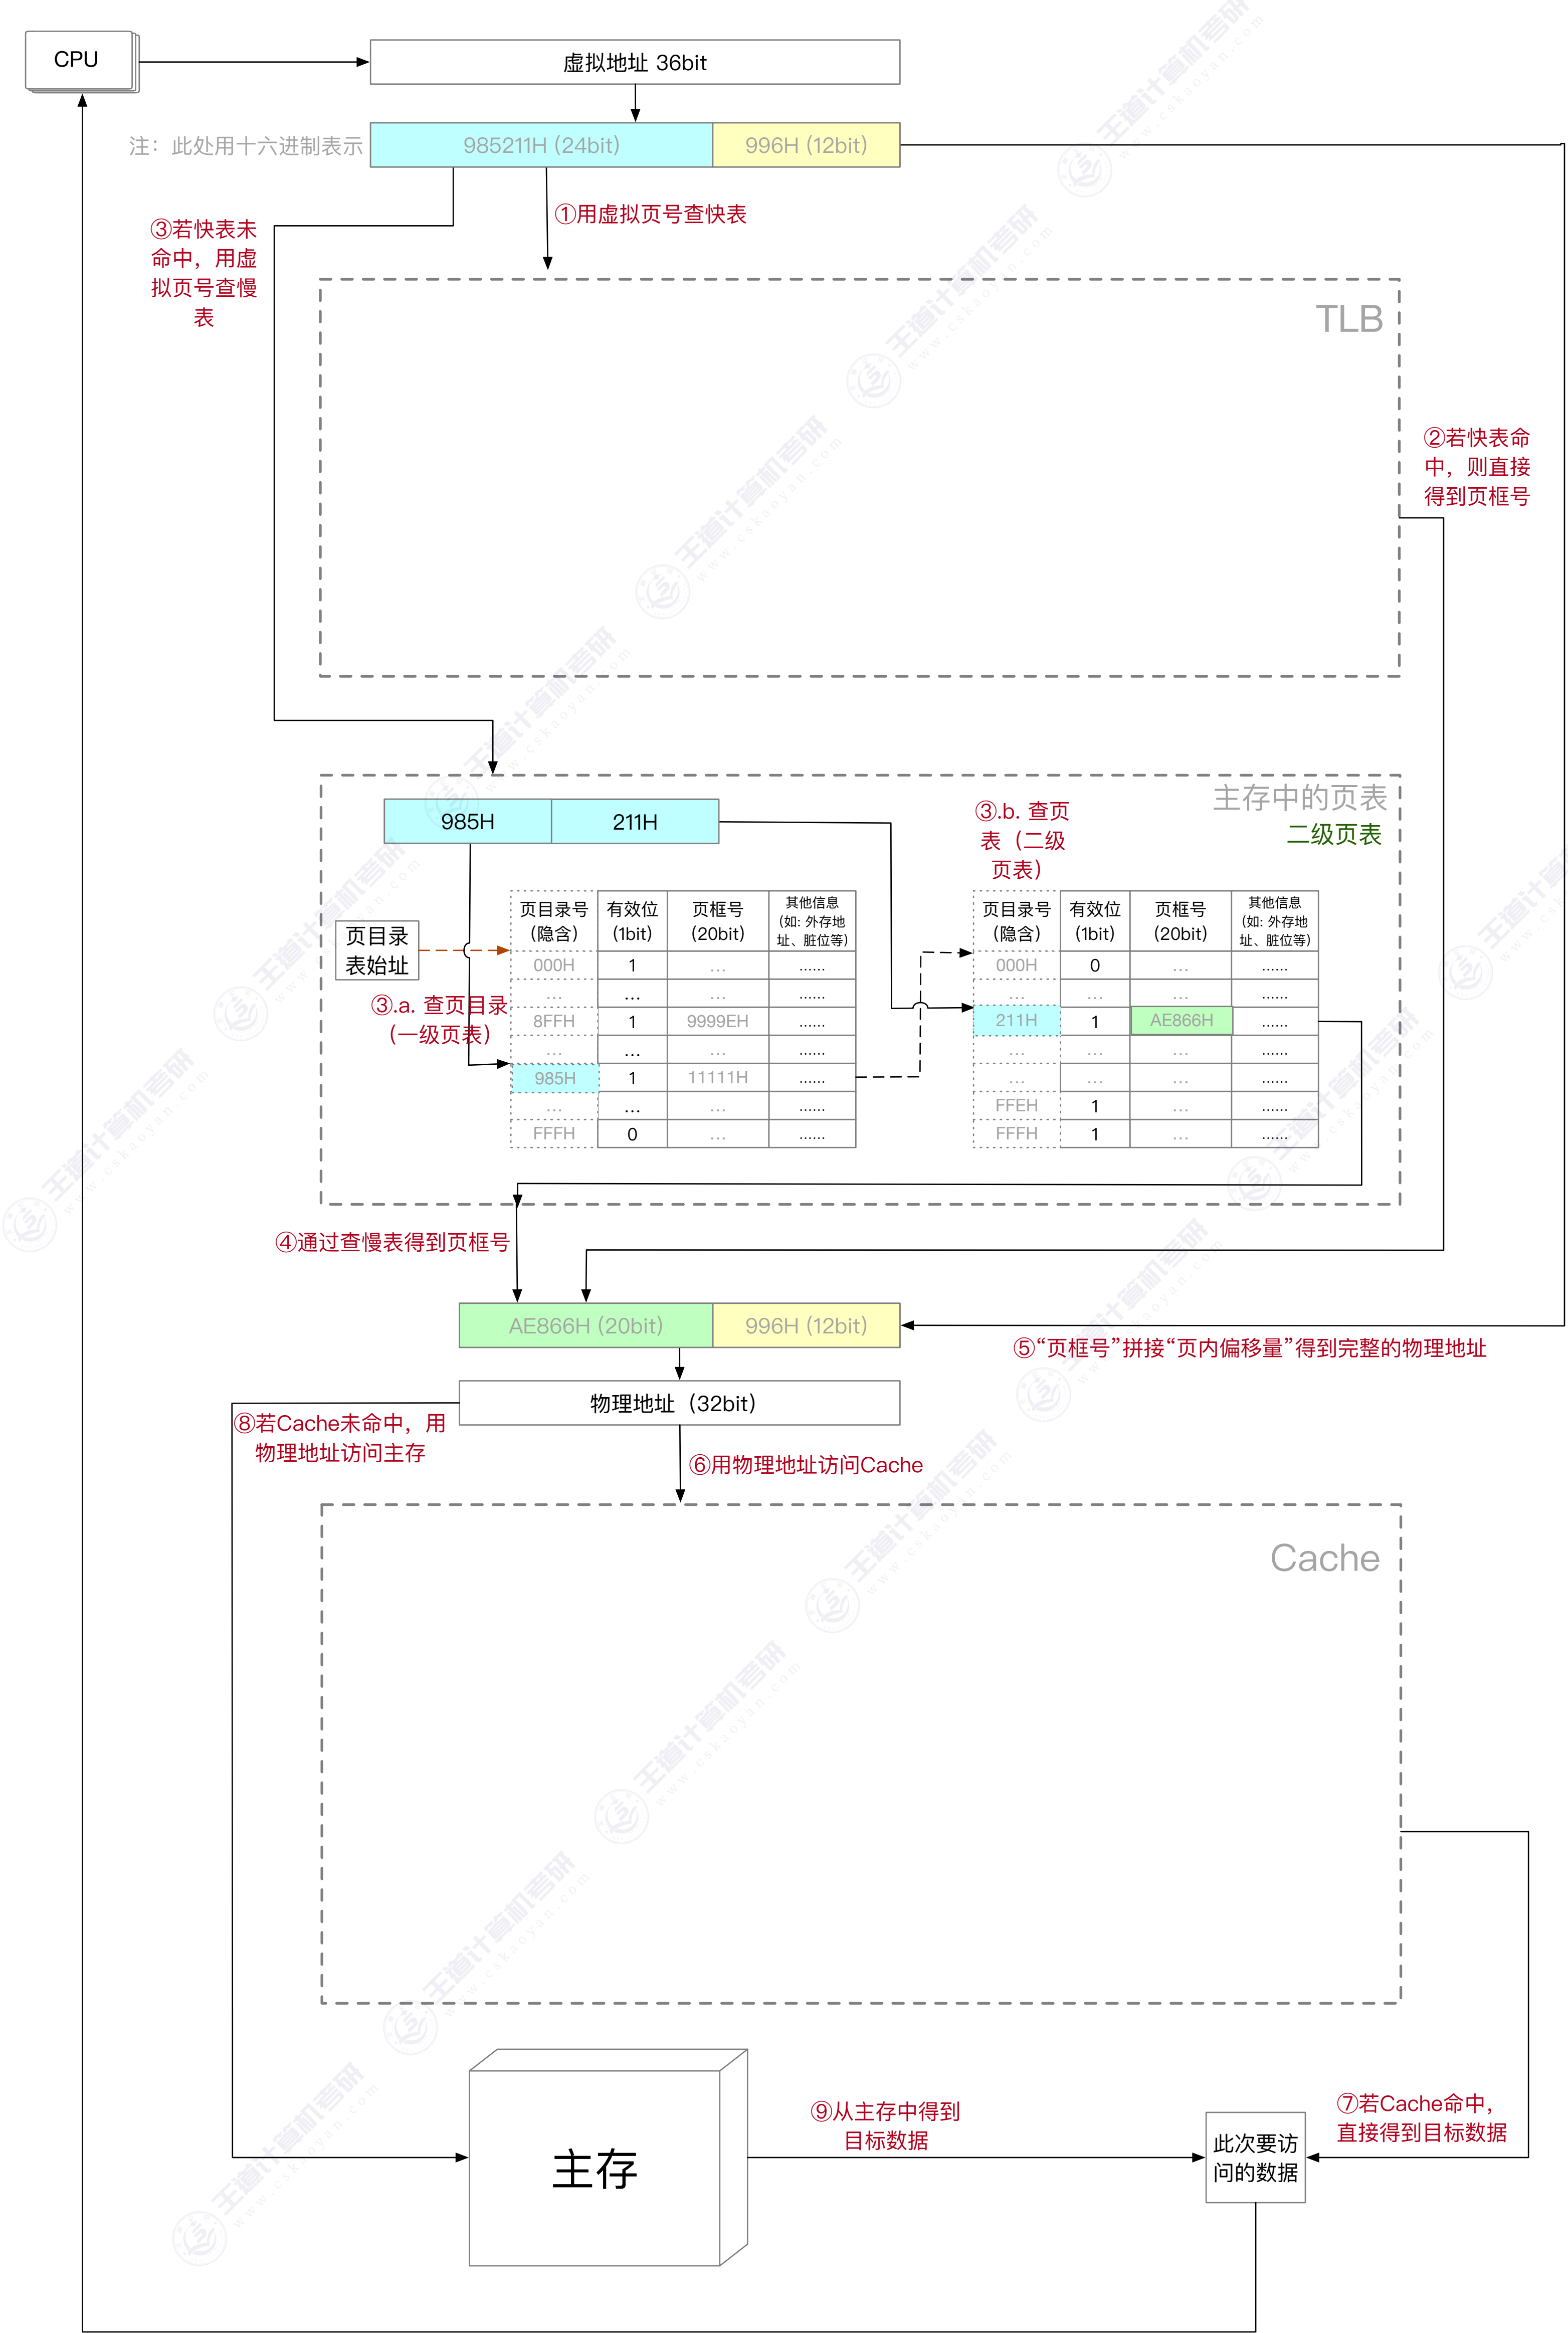 CPU
虚拟地址 36bit
注：此处用十六进制表示
985211H (24bit)
996H (12bit)
①用虚拟页号查快表
③若快表未
命中，用虚
拟页号查慢
表
TLB
②若快表命
中，则直接
得到页框号
主存中的页表
二级页表
985H
211H
③.b. 查页
表（二级
页表）
页目录
表始址
③.a. 查页目录
（一级页表）
页目录号
（隐含）
有效位
(1bit)
页框号
(20bit)
其他信息
（如: 外存地
址、脏位等）
000H 1 ... ......
... ... ... ......
8FFH 1 9999EH ......
... ... ... ......
985H 1 11111H ......
... ... ... ......
FFFH 0 ... ......
页目录号
（隐含）
有效位
(1bit)
页框号
(20bit)
其他信息
（如: 外存地
址、脏位等）
000H 0 ... ......
... ... ... ......
211H 1 AE866H ......
... ... ... ......
... ... ... ......
FFEH 1 ... ......
FFFH 1 ... ......
④通过查慢表得到页框号
AE866H (20bit)
996H (12bit)
⑤“页框号”拼接“页内偏移量”得到完整的物理地址
物理地址（32bit）
⑧若Cache未命中，用
物理地址访问主存
⑥用物理地址访问Cache
Cache
主存
⑨从主存中得到
目标数据
此次要访
问的数据
⑦若Cache命中，
直接得到目标数据
王道计算机考研
www.cskaoyan.com